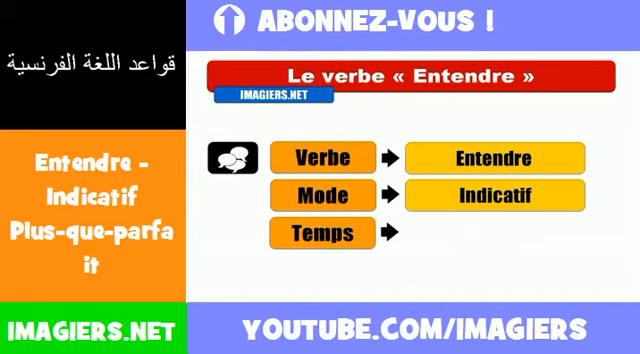 قواعد اللغة الفرنسية
Entendre -
Indicatif
Plus-que-parfa
it
IMAGIERS.NET
ABONNEZ-VOUS !
Le verbe « Entendre »
IMAGIERS.NET
Verbe Entendre
Mode Indicatif
Temps
YOUTUBE.COM/IMAGIERS